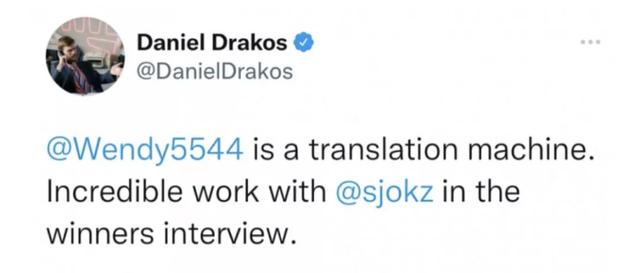 Daniel Drakos
@DanielDrakos
@Wendy5544 is a translation machine.
Incredible work with @sjokz in the
winners interview.